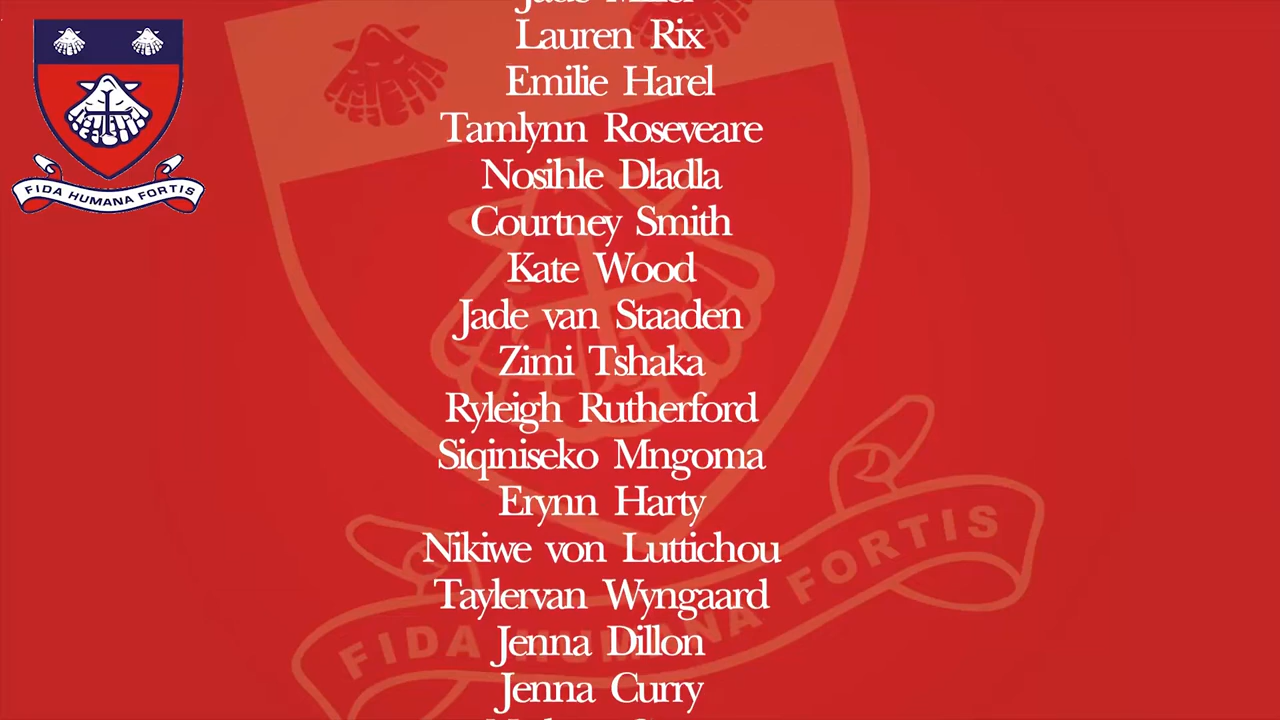 FIDA HUMANA FORTIS
Lauren Rix
Emilie Harel
Tamlynn Roseveare
Nosihle Dladla
Courtney Smith
Kate Wood
Jade van Staaden
Zimi Tshaka
Ryleigh Rutherford
Siqiniseko Mngoma
Erynn Harty
Nikiwe von Luttichou
Taylervan Wyngaard
Jenna Dillon
Jenna Curry
FIDA HUMANA FORTIS